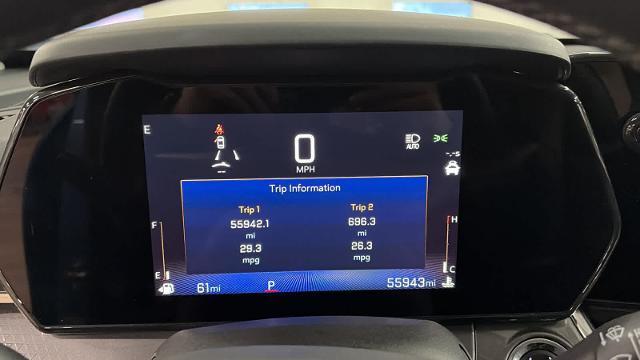 E
0
MPH
AUTO
-.-s
Trip Information
Trip 1 Trip 2
55942.1 696.3
mi mi
29.3 26.3
mpg mpg
F H
E C
61mi P 55943mi